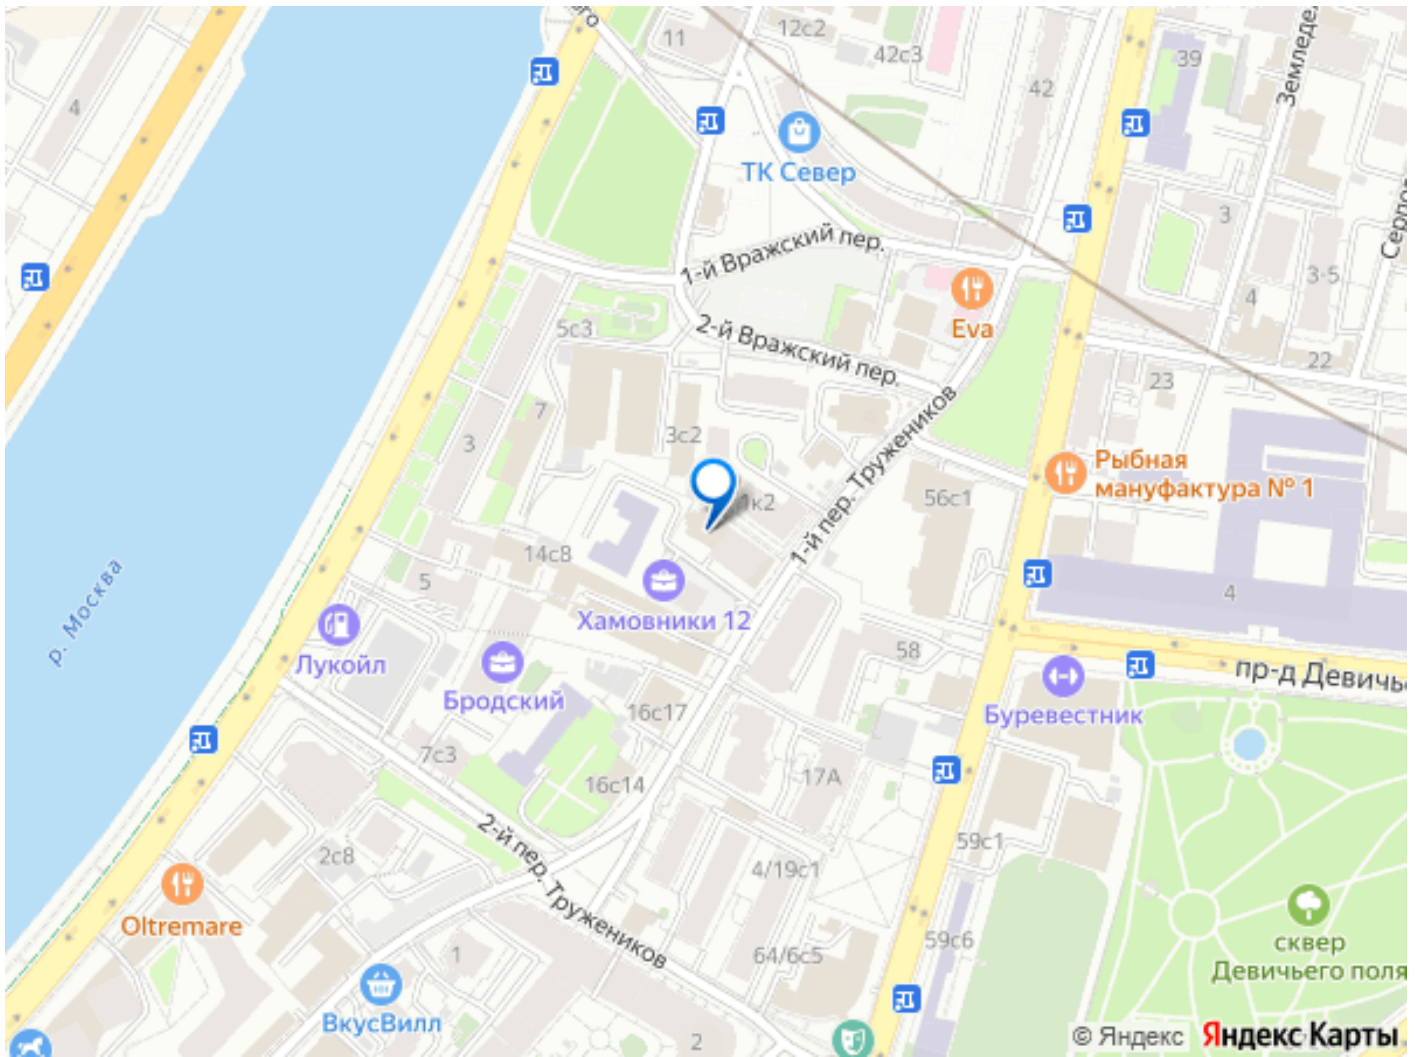 11
12с2
42с3
39
42
4
ТК Север
3
3-5
4
1-й Вражский пер.
Eva
5с3
2-й Вражский пер.
22
23
7
3
3с2
1-й пер. Тружеников
Рыбная
мануфактура № 1
56с1
1к2
14с8
5
р. Москва
Хамовники 12
4
Лукойл
58
Бродский
Буревестник
16с17
7с3
16с14
17А
2-й пер. Тружеников
2с8
59с1
4/19с1
Oltremare
сквер
Девичьего поля
1
64/6с5
59с6
ВкусВилл
2
© Яндекс
Яндекс Карты